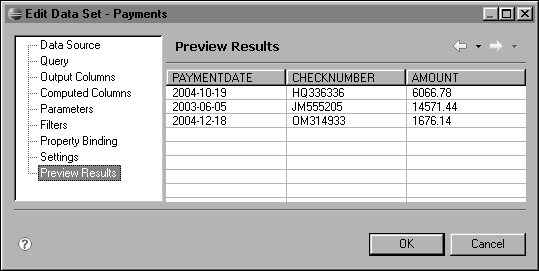 Edit Data Set - Payments
Data Source
Query
Output Columns
Computed Columns
Parameters
Filters
Property Binding
Settings
Preview Results
Preview Results
PAYMENTDATE CHECKNUMBER AMOUNT
2004-10-19 HQ336336 6066.78
2003-06-05 JM555205 14571.44
2004-12-18 OM314933 1676.14
?
OK Cancel